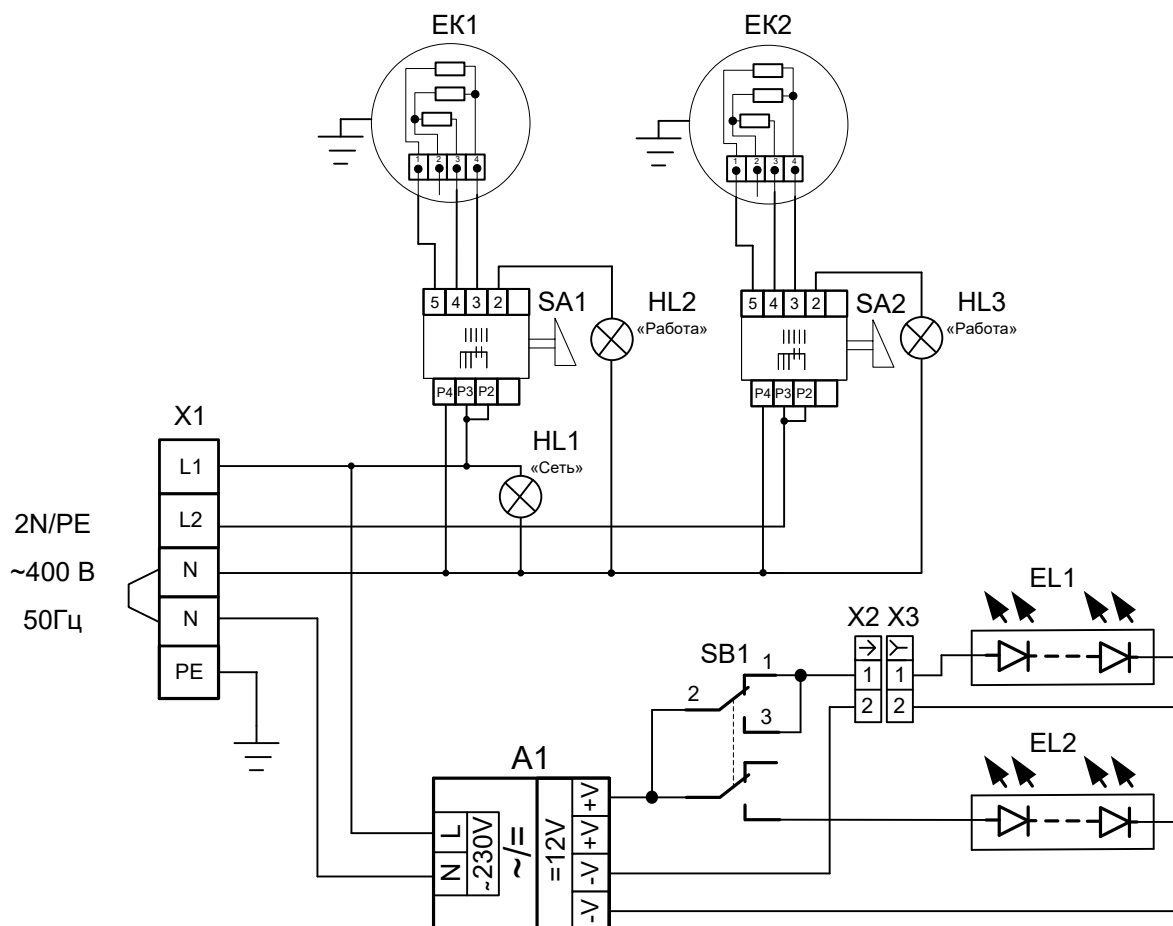 EK1
EK2
1 2 3 4
1 2 3 4
5 4 3 2
SA1
HL2
«Работа»
5 4 3 2
SA2
HL3
«Работа»
P4 P3 P2
P4 P3 P2
X1
HL1
«Сеть»
L1
L2
2N/PE
N
~400 В
N
50Гц
PE
EL1
X2 X3
SB1
1
1 1
2
2 2
3
EL2
A1
L
N
~230V
~/=
=12V
+V
+V
-V
-V